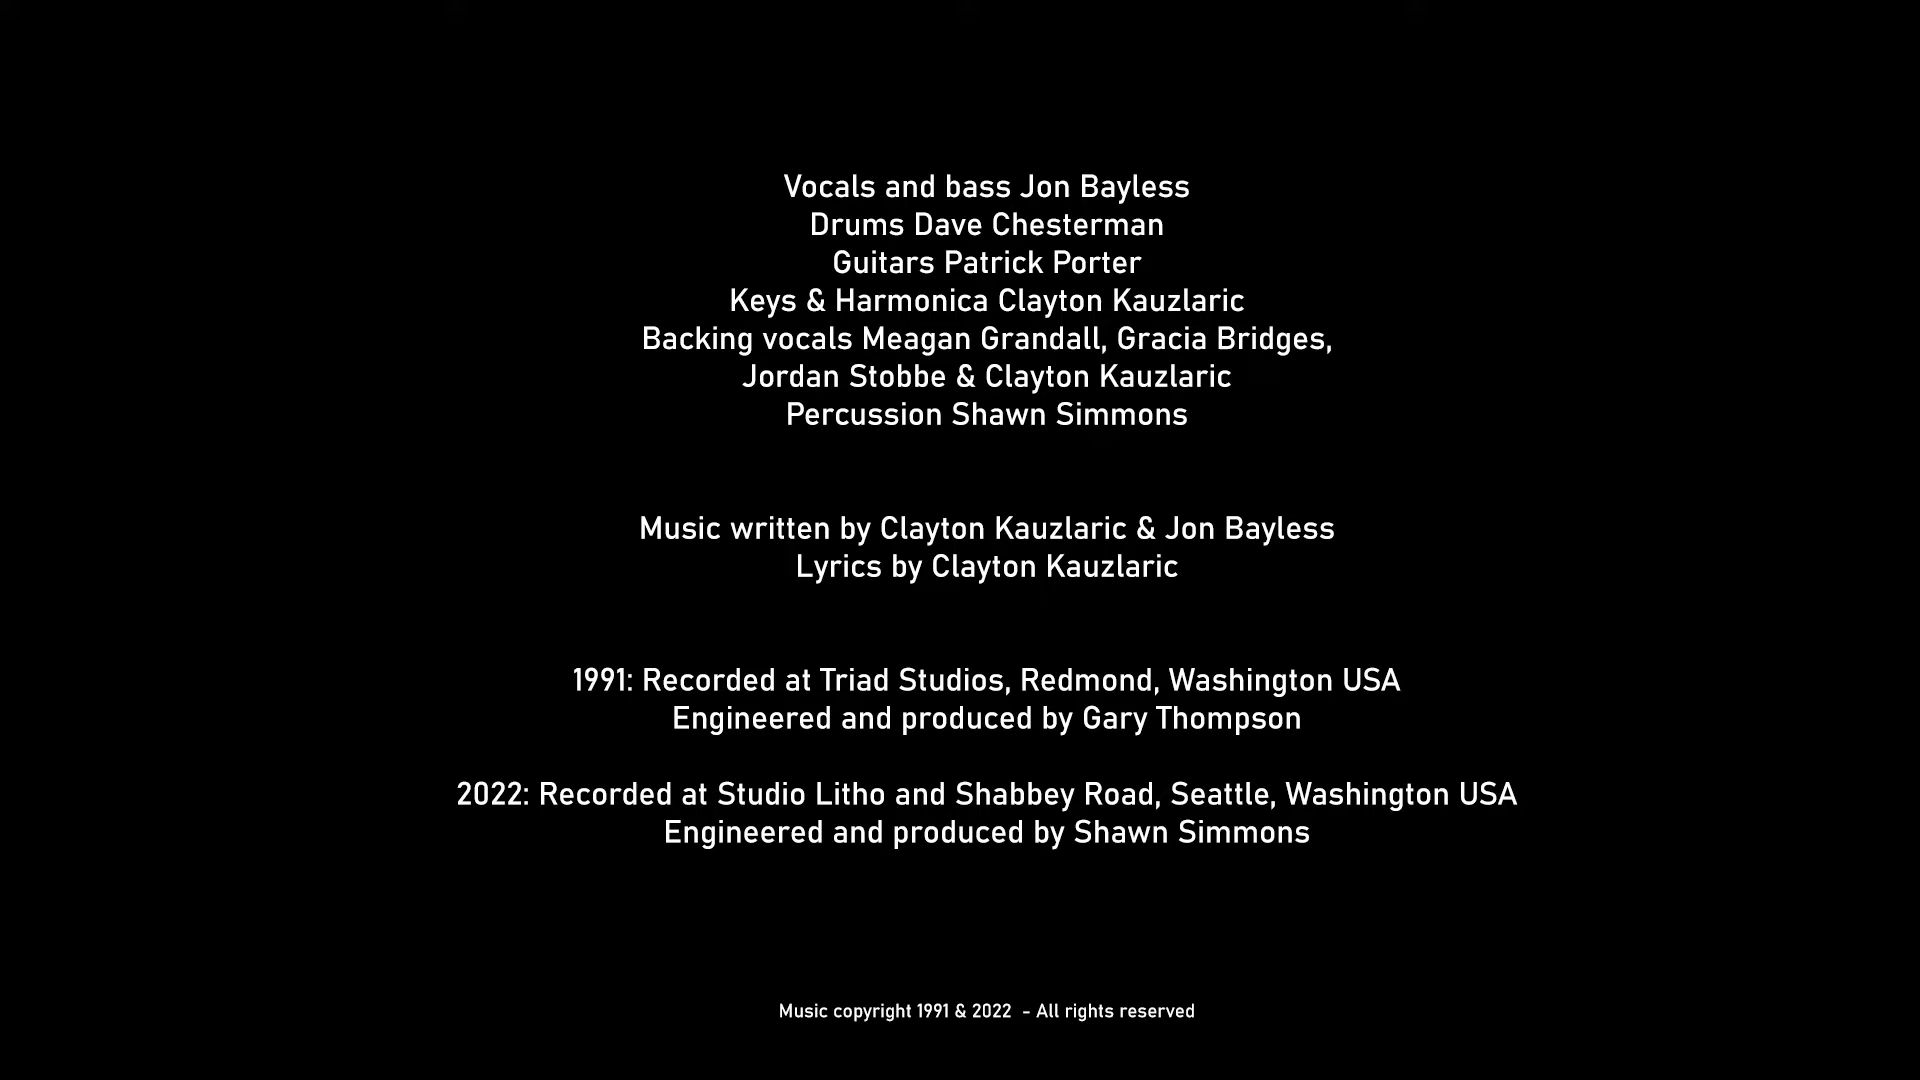 Vocals and bass Jon Bayless
Drums Dave Chesterman
Guitars Patrick Porter
Keys & Harmonica Clayton Kauzlaric
Backing vocals Meagan Grandall, Gracia Bridges,
Jordan Stobbe & Clayton Kauzlaric
Percussion Shawn Simmons
Music written by Clayton Kauzlaric & Jon Bayless
Lyrics by Clayton Kauzlaric
1991: Recorded at Triad Studios, Redmond, Washington USA
Engineered and produced by Gary Thompson
2022: Recorded at Studio Litho and Shabbey Road, Seattle, Washington USA
Engineered and produced by Shawn Simmons
Music copyright 1991 & 2022  - All rights reserved